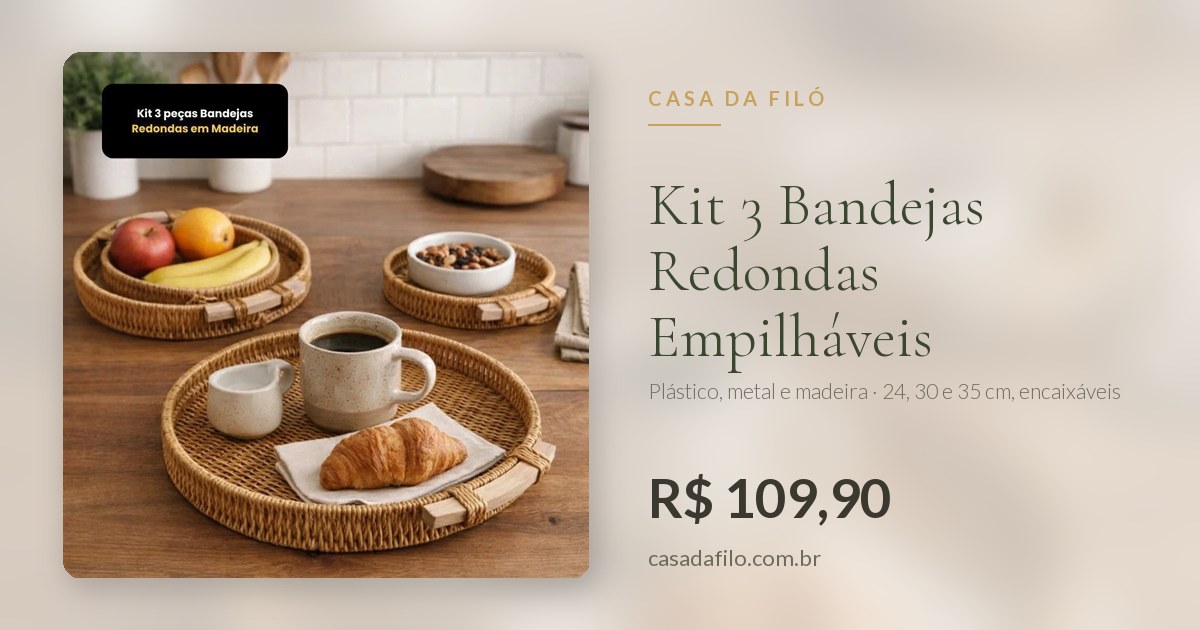 Kit 3 peças Bandejas
Redondas em Madeira
CASA DA FILÓ
Kit 3 Bandejas
Redondas
Empilháveis
Plástico, metal e madeira · 24, 30 e 35 cm, encaixáveis
R$ 109,90
casadafilo.com.br